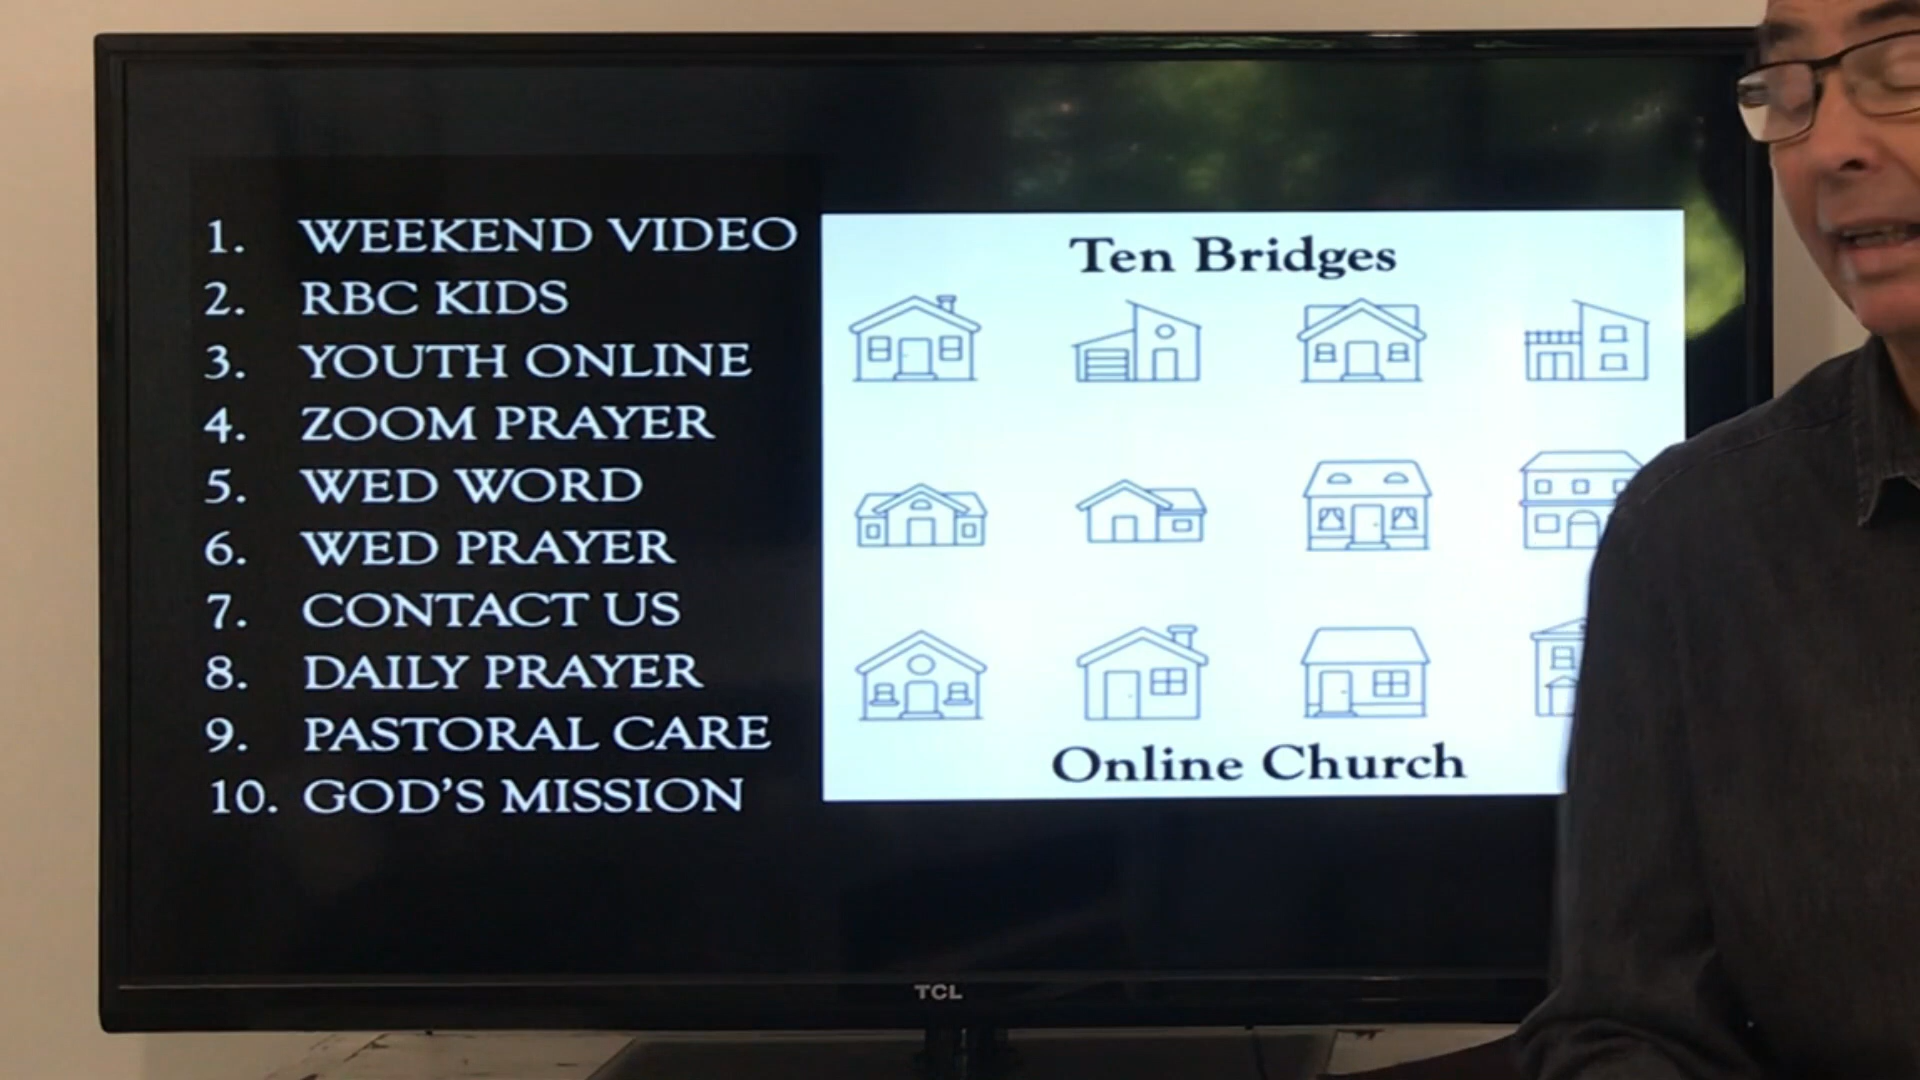 1. WEEKEND VIDEO
2. RBC KIDS
3. YOUTH ONLINE
4. ZOOM PRAYER
5. WED WORD
6. WED PRAYER
7. CONTACT US
8. DAILY PRAYER
9. PASTORAL CARE
10. GOD'S MISSION
Ten Bridges
Online Church
TCL